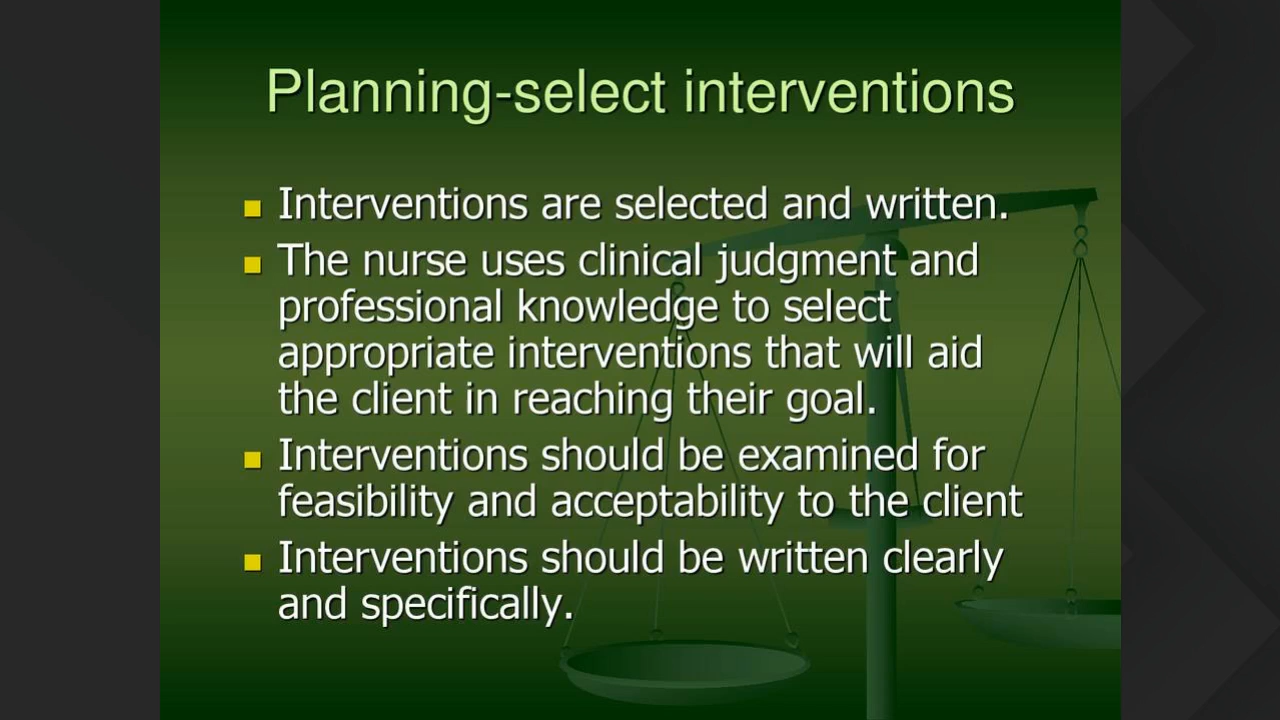 Planning-select interventions
Interventions are selected and written.
The nurse uses clinical judgment and
professional knowledge to select
appropriate interventions that will aid
the client in reaching their goal.
Interventions should be examined for
feasibility and acceptability to the client
Interventions should be written clearly
and specifically.